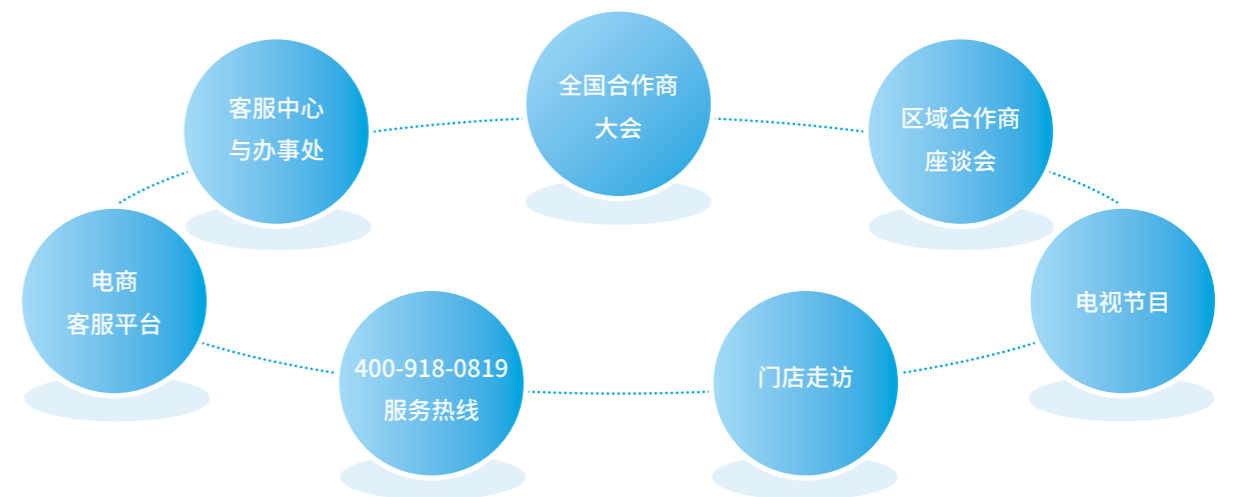 全国合作商
大会
客服中心
与办事处
区域合作商
座谈会
电商
客服平台
电视节目
400-918-0819
服务热线
门店走访